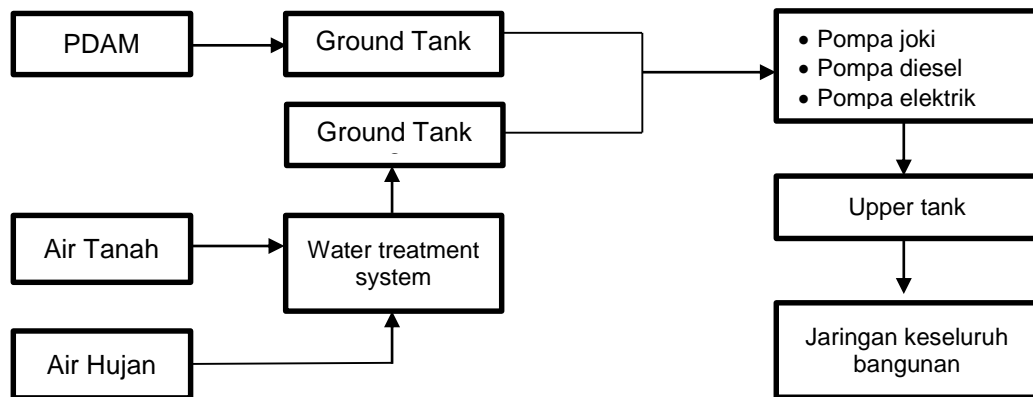 PDAM
Ground Tank
• Pompa joki
• Pompa diesel
• Pompa elektrik
Ground Tank
Upper tank
Air Tanah
Water treatment
system
Air Hujan
Jaringan keseluruh
bangunan